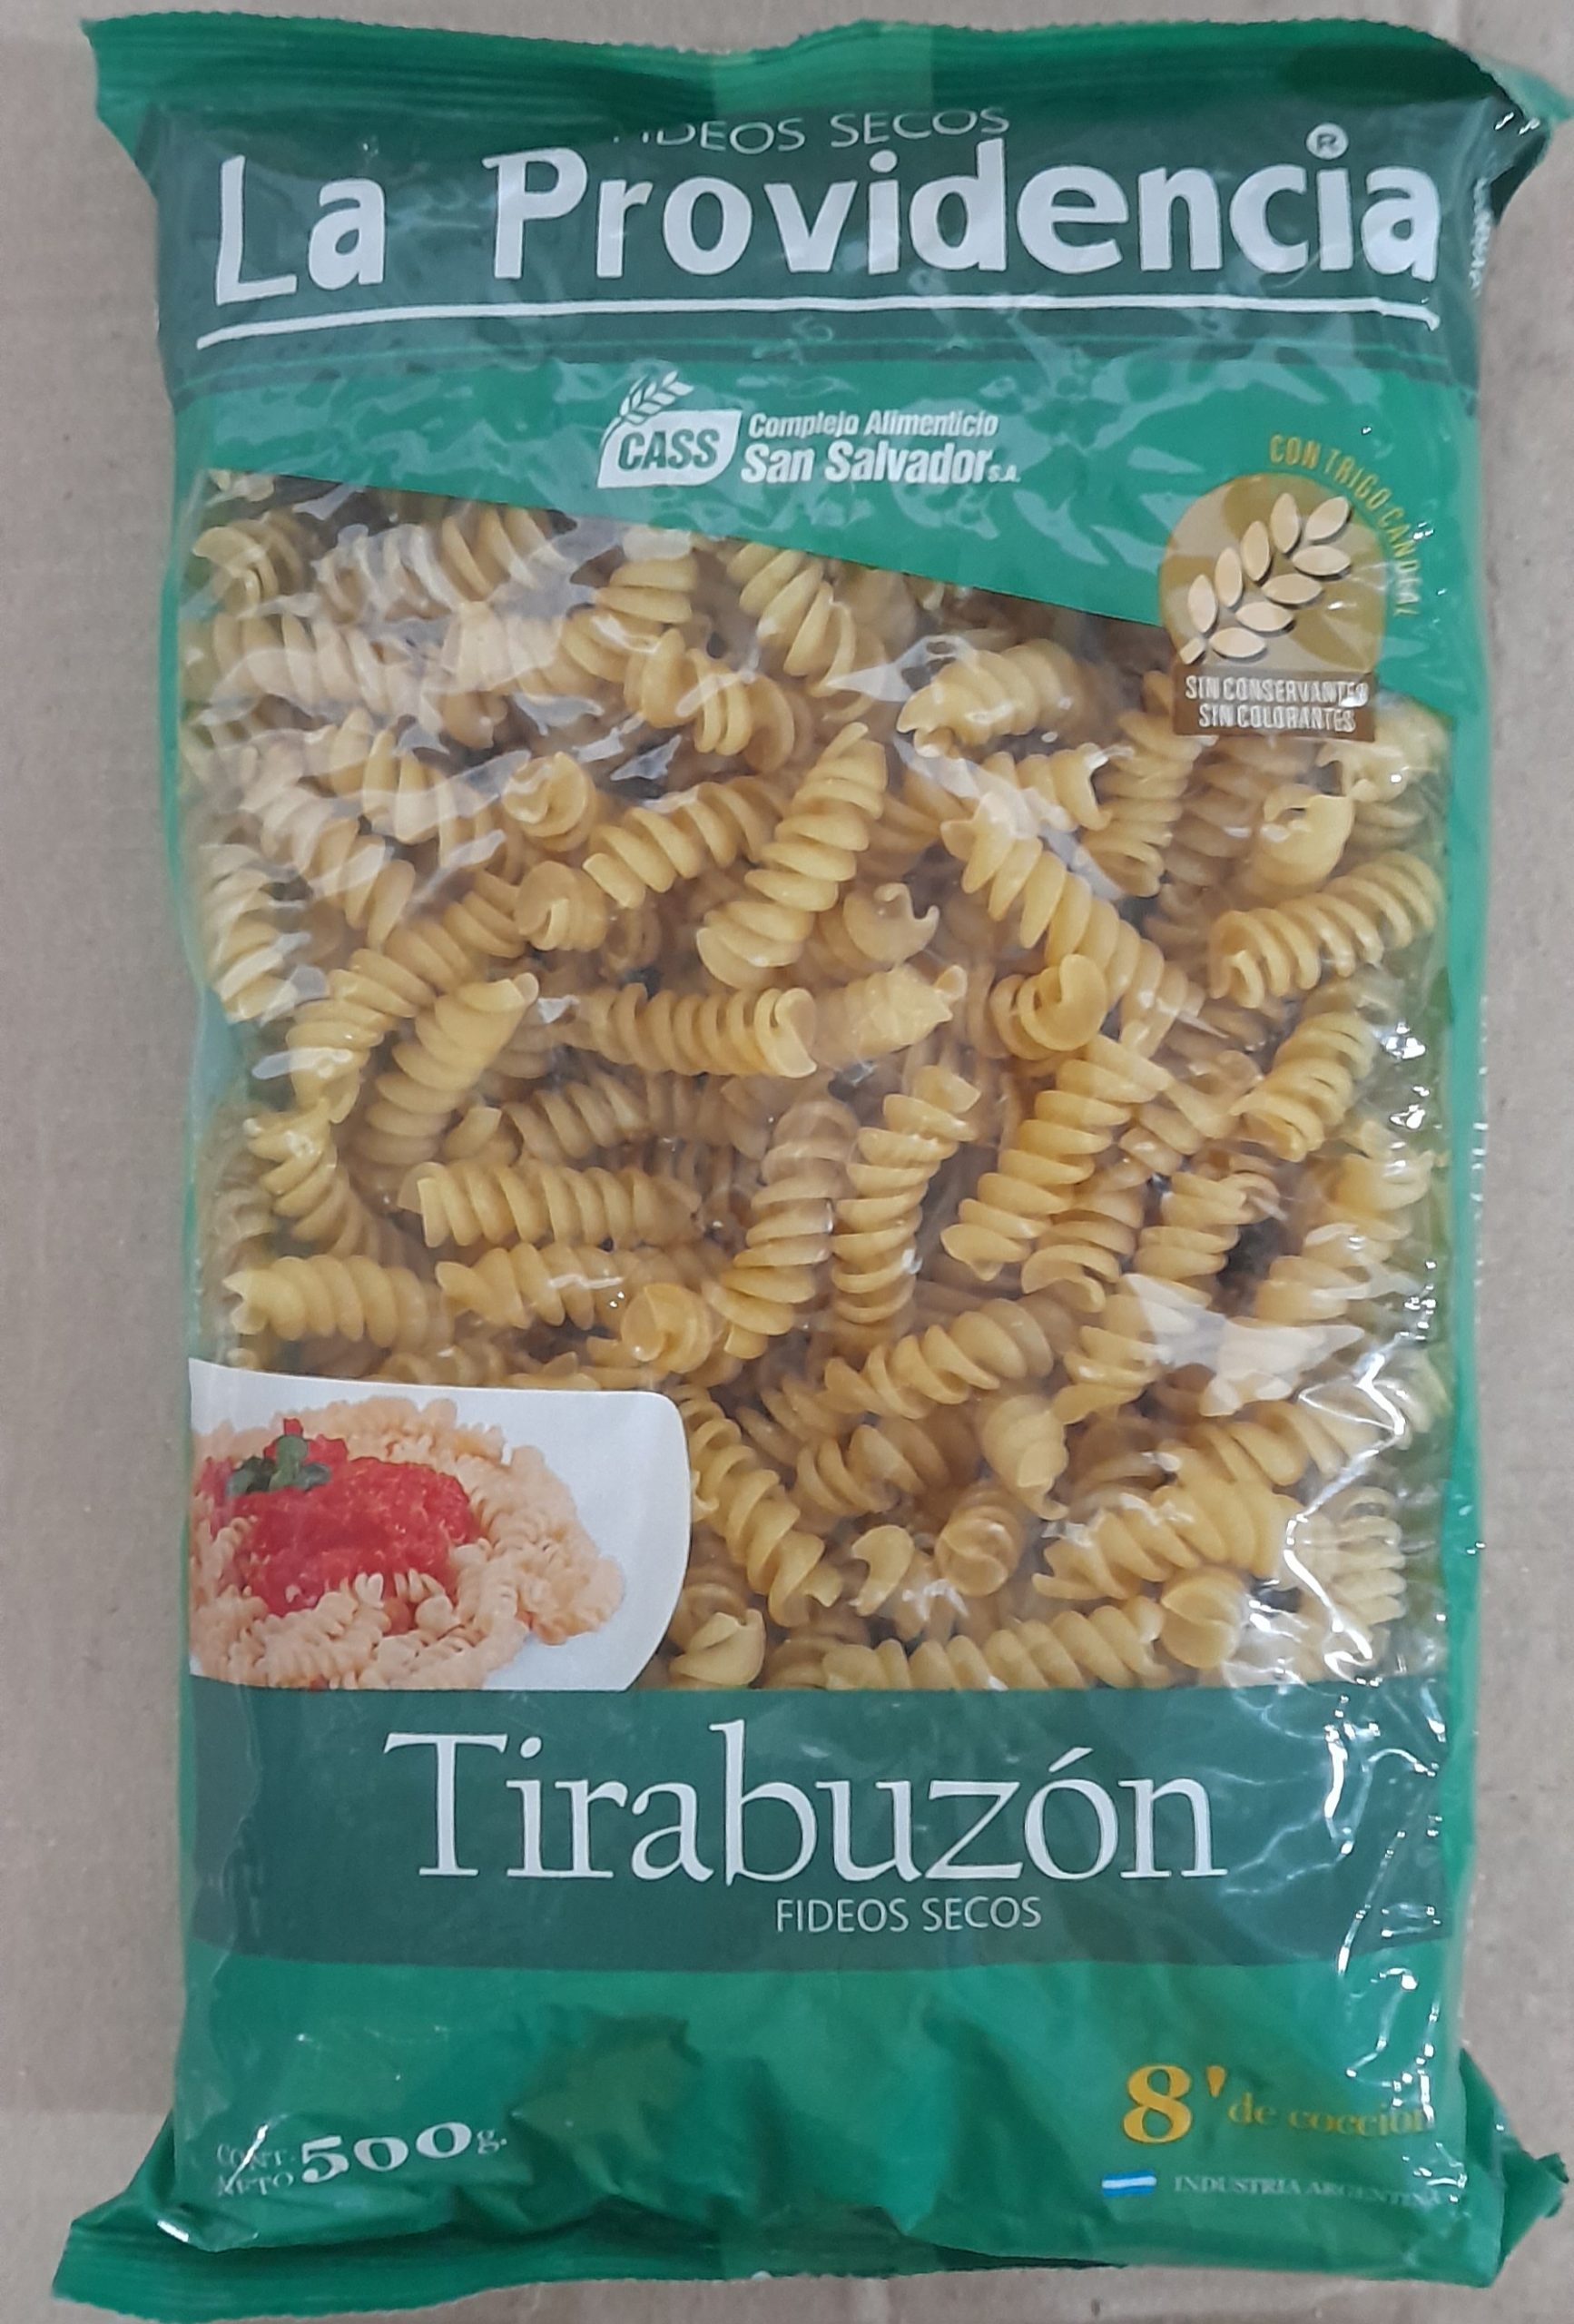 FIDEOS SECOS
La Providencia®
CASS
Complejo Alimenticio
San Salvador S.A.
CON TRIGO CANDEAL
SIN CONSERVANTES
SIN COLORANTES
Tirabuzón
FIDEOS SECOS
CONT.
NETO 500g.
8' de cocción
INDUSTRIA ARGENTINA